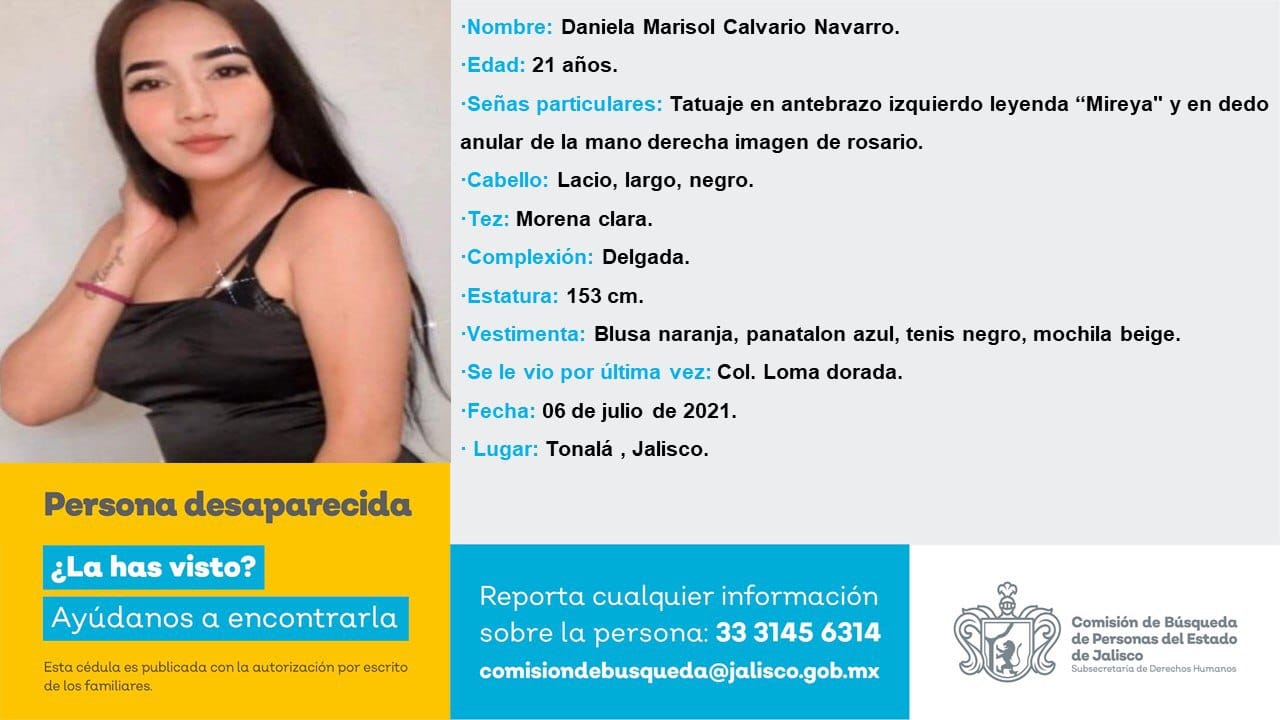 ·Nombre: Daniela Marisol Calvario Navarro.
·Edad: 21 años.
·Señas particulares: Tatuaje en antebrazo izquierdo leyenda “Mireya" y en dedo
anular de la mano derecha imagen de rosario.
·Cabello: Lacio, largo, negro.
·Tez: Morena clara.
·Complexión: Delgada.
·Estatura: 153 cm.
·Vestimenta: Blusa naranja, panatalon azul, tenis negro, mochila beige.
·Se le vio por última vez: Col. Loma dorada.
·Fecha: 06 de julio de 2021.
· Lugar: Tonalá , Jalisco.
Persona desaparecida
¿La has visto?
Ayúdanos a encontrarla
Esta cédula es publicada con la autorización por escrito
de los familiares.
Reporta cualquier información
sobre la persona: 33 3145 6314
comisiondebusqueda@jalisco.gob.mx
Comisión de Búsqueda
de Personas del Estado
de Jalisco
Subsecretaría de Derechos Humanos